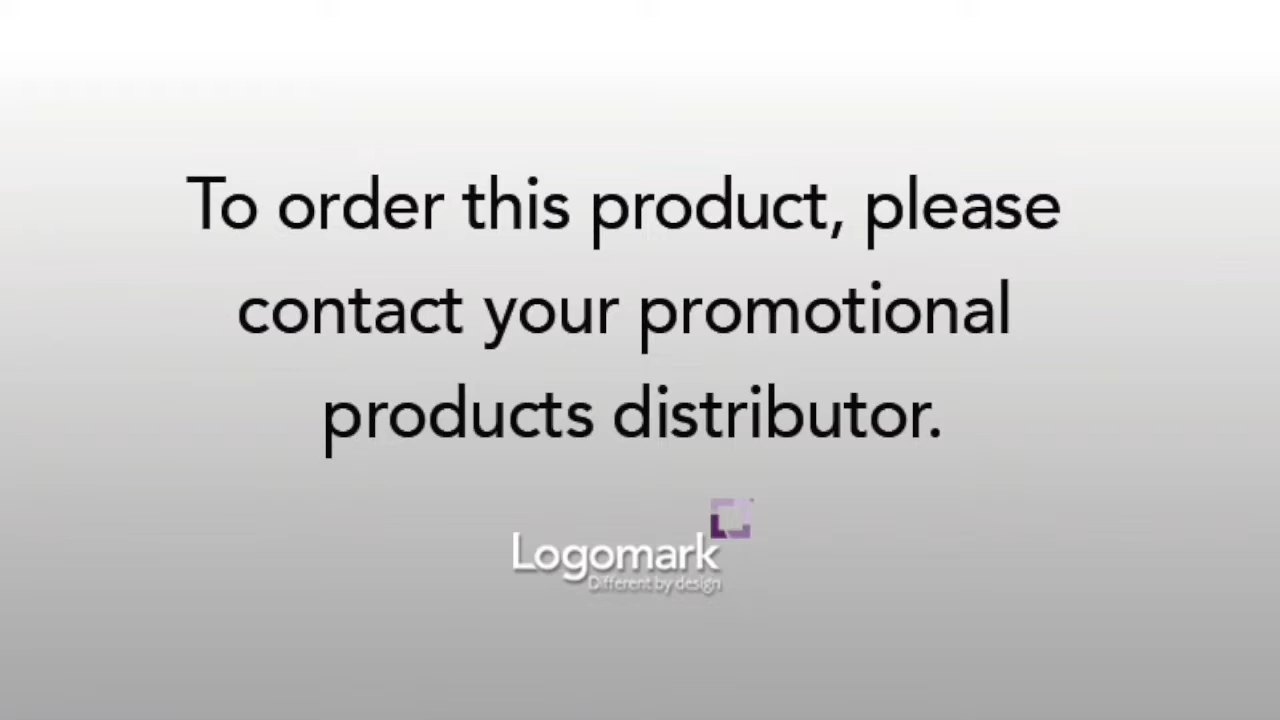 To order this product, please
contact your promotional
products distributor.
Logomark
Different by design